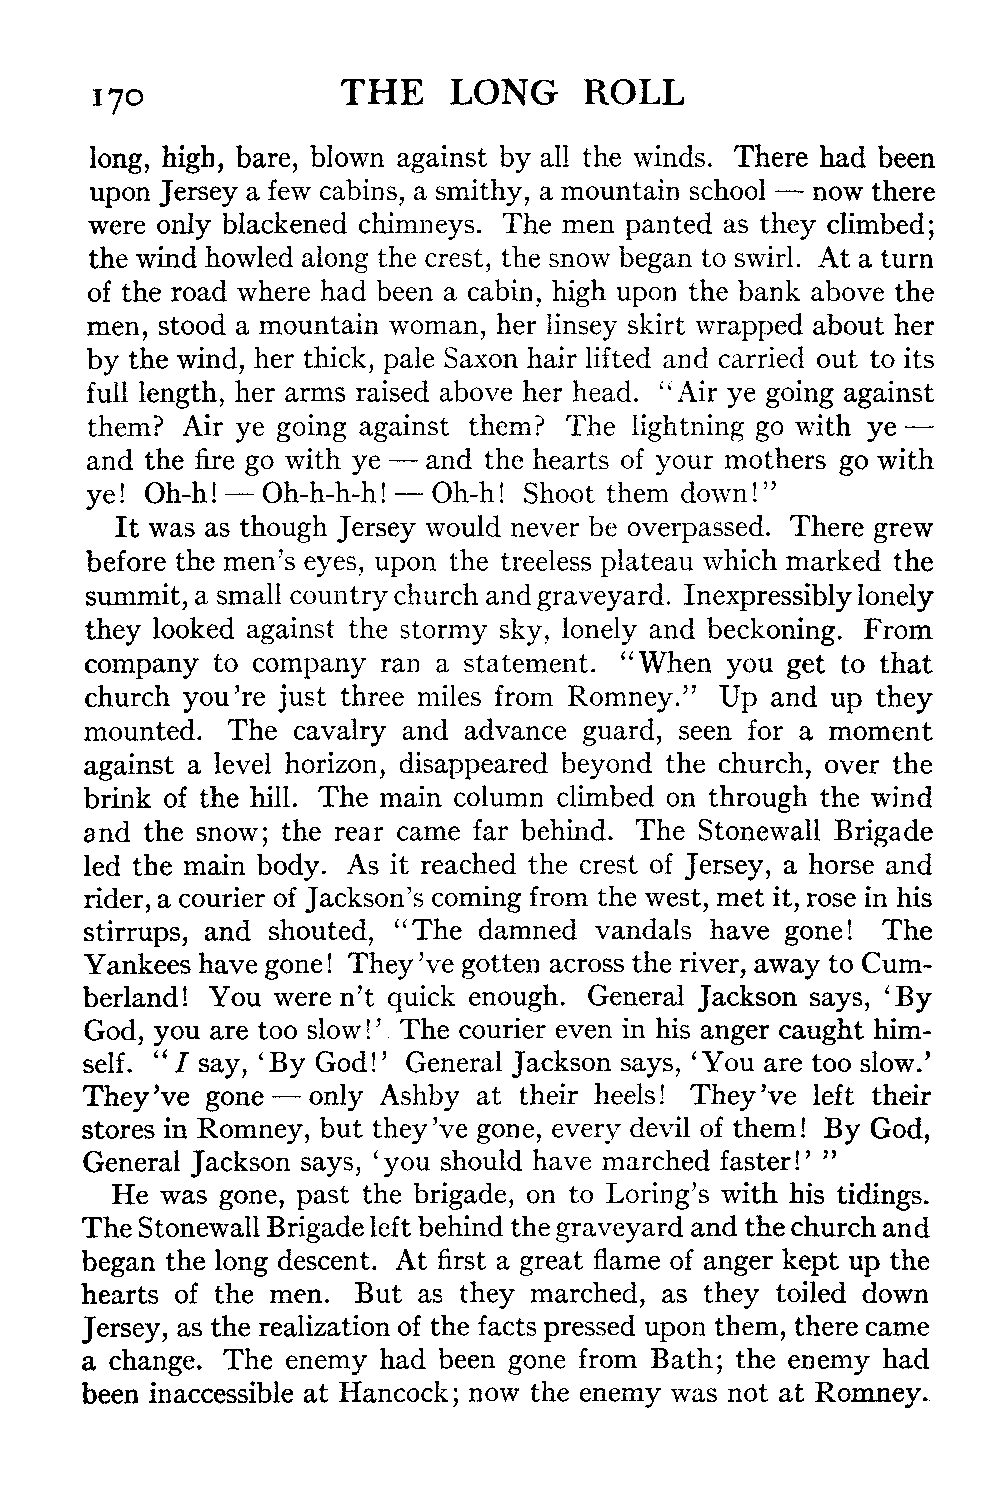 170 THE LONG ROLL
long, high, bare, blown against by all the winds. There had been
upon Jersey a few cabins, a smithy, a mountain school — now there
were only blackened chimneys. The men panted as they climbed;
the wind howled along the crest, the snow began to swirl. At a turn
of the road where had been a cabin, high upon the bank above the
men, stood a mountain woman, her linsey skirt wrapped about her
by the wind, her thick, pale Saxon hair lifted and carried out to its
full length, her arms raised above her head. “Air ye going against
them? Air ye going against them? The lightning go with ye —
and the fire go with ye — and the hearts of your mothers go with
ye! Oh-h! — Oh-h-h-h! — Oh-h! Shoot them down!”
It was as though Jersey would never be overpassed. There grew
before the men’s eyes, upon the treeless plateau which marked the
summit, a small country church and graveyard. Inexpressibly lonely
they looked against the stormy sky, lonely and beckoning. From
company to company ran a statement. “When you get to that
church you’re just three miles from Romney.” Up and up they
mounted. The cavalry and advance guard, seen for a moment
against a level horizon, disappeared beyond the church, over the
brink of the hill. The main column climbed on through the wind
and the snow; the rear came far behind. The Stonewall Brigade
led the main body. As it reached the crest of Jersey, a horse and
rider, a courier of Jackson’s coming from the west, met it, rose in his
stirrups, and shouted, “The damned vandals have gone! The
Yankees have gone! They’ve gotten across the river, away to Cum-
berland! You were n’t quick enough. General Jackson says, ‘By
God, you are too slow!’ The courier even in his anger caught him-
self. “I say, ‘By God!’ General Jackson says, ‘You are too slow.’
They’ve gone — only Ashby at their heels! They’ve left their
stores in Romney, but they’ve gone, every devil of them! By God,
General Jackson says, ‘you should have marched faster!’ ”
He was gone, past the brigade, on to Loring’s with his tidings.
The Stonewall Brigade left behind the graveyard and the church and
began the long descent. At first a great flame of anger kept up the
hearts of the men. But as they marched, as they toiled down
Jersey, as the realization of the facts pressed upon them, there came
a change. The enemy had been gone from Bath; the enemy had
been inaccessible at Hancock; now the enemy was not at Romney.